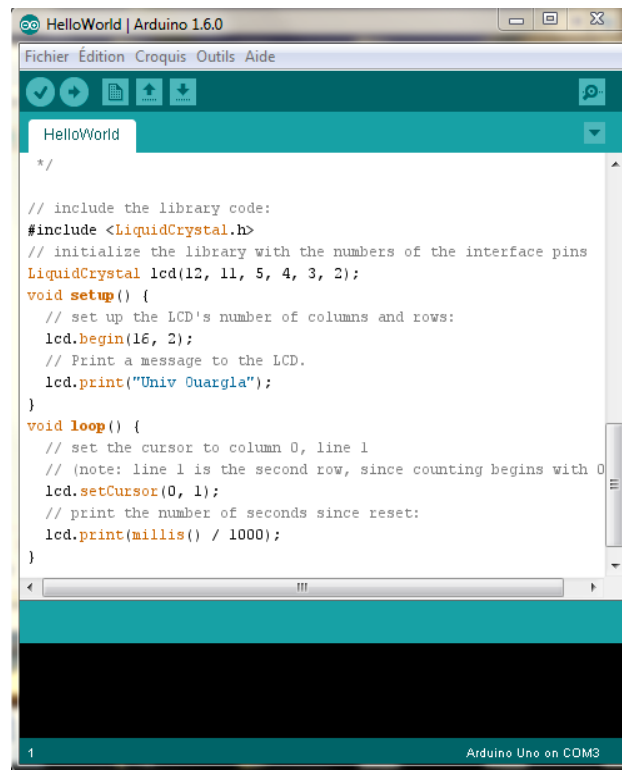 HelloWorld | Arduino 1.6.0
Fichier Édition Croquis Outils Aide
HelloWorld
*/
// include the library code:
#include <LiquidCrystal.h>
// initialize the library with the numbers of the interface pins
LiquidCrystal lcd(12, 11, 5, 4, 3, 2);
void setup() {
  // set up the LCD's number of columns and rows:
  lcd.begin(16, 2);
  // Print a message to the LCD.
  lcd.print("Univ Ouargla");
}
void loop() {
  // set the cursor to column 0, line 1
  // (note: line 1 is the second row, since counting begins with 0
  lcd.setCursor(0, 1);
  // print the number of seconds since reset:
  lcd.print(millis() / 1000);
}
1 Arduino Uno on COM3